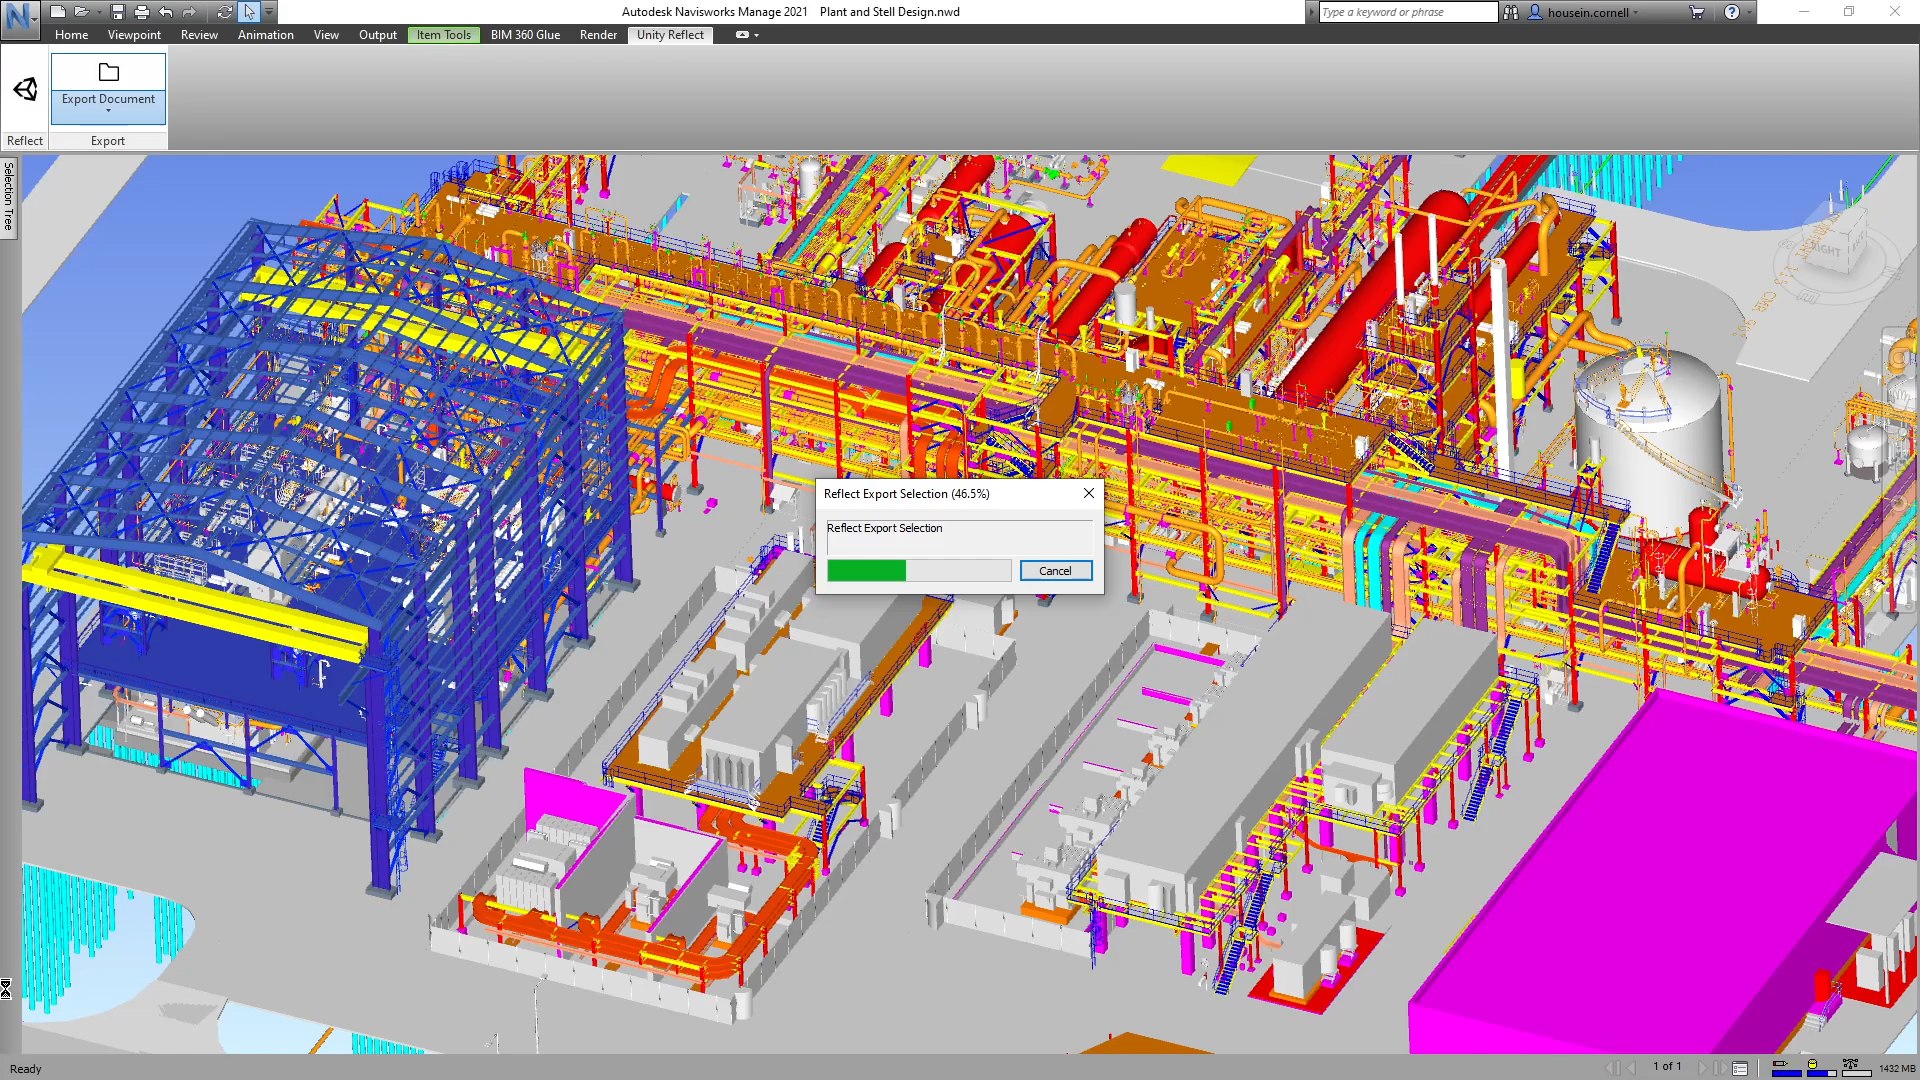 Autodesk Navisworks Manage 2021 Plant and Stell Design.nwd
Type a keyword or phrase
housein.cornell
Home Viewpoint Review Animation View Output Item Tools BIM 360 Glue Render Unity Reflect
Export Document
Reflect Export
Selection Tree
RIGHT
Reflect Export Selection (46.5%)
Reflect Export Selection
Cancel
Ready
1 of 1
1432 MB